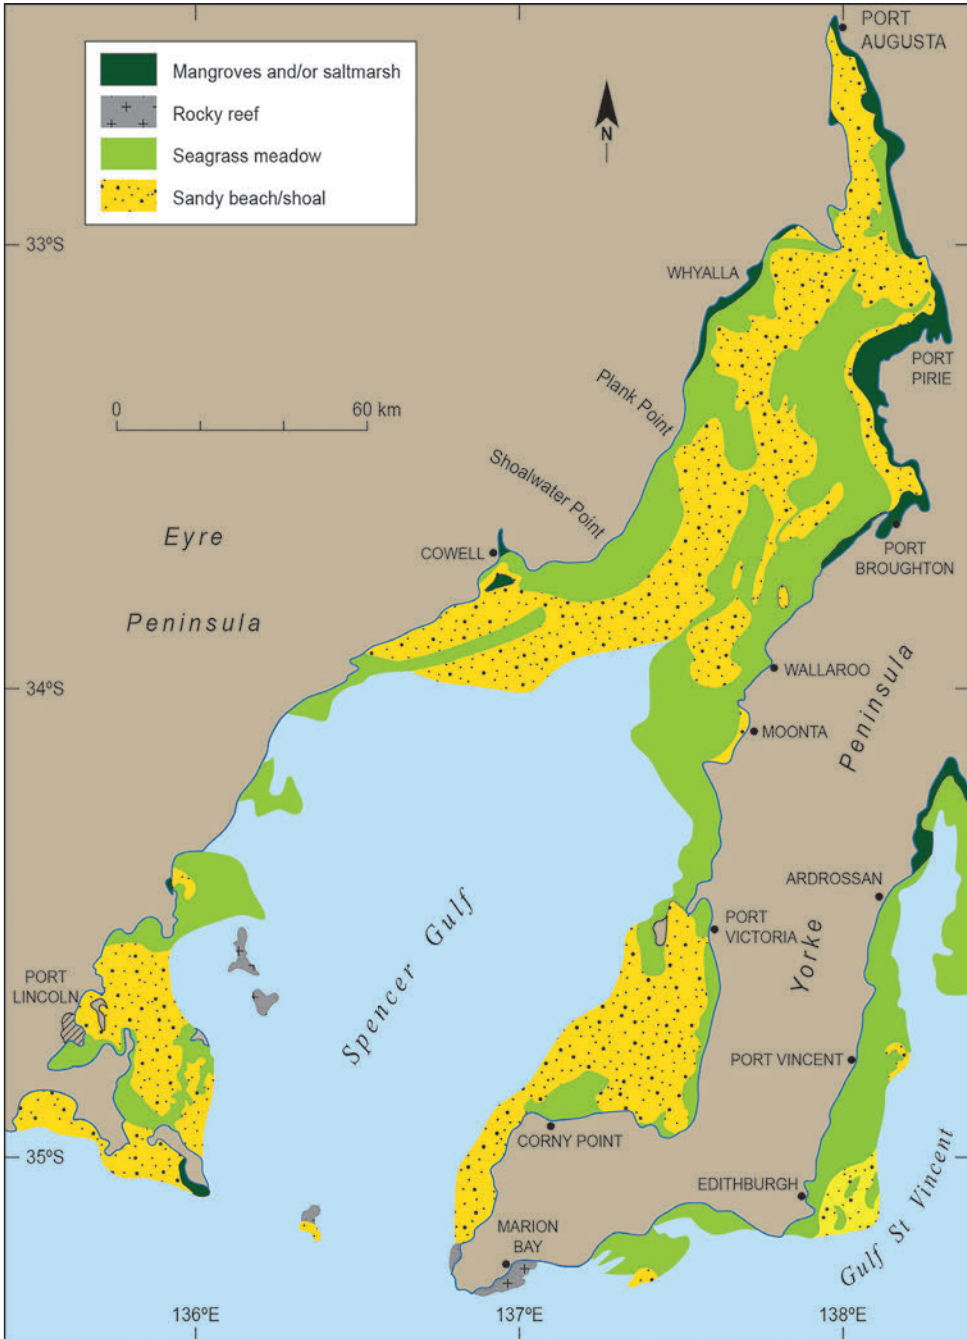 PORT
AUGUSTA
Mangroves and/or saltmarsh
Rocky reef
Seagrass meadow
Sandy beach/shoal
N
33ºS
WHYALLA
PORT
PIRIE
Plank Point
0 60 km
Shoalwater Point
Eyre
Peninsula
COWELL
PORT
BROUGHTON
34ºS
WALLAROO
MOONTA
Peninsula
Yorke
ARDROSSAN
PORT
VICTORIA
Spencer Gulf
PORT
LINCOLN
PORT VINCENT
CORNY POINT
35ºS
EDITHBURGH
MARION
BAY
Gulf St Vincent
136ºE 137ºE 138ºE